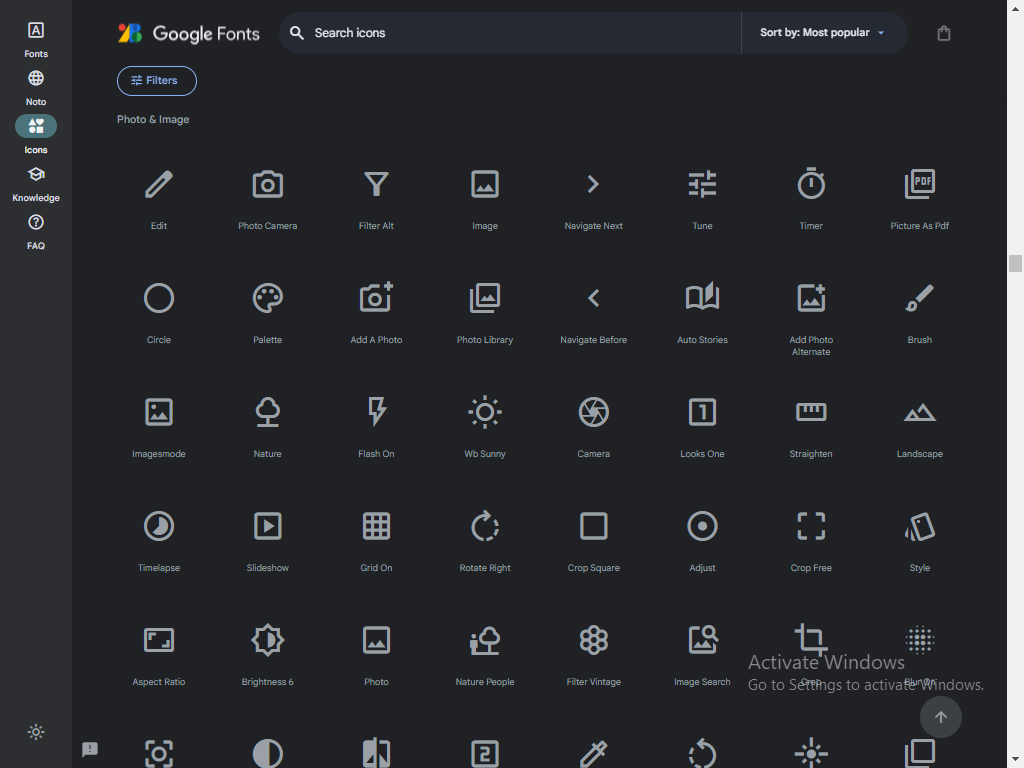 Fonts
Noto
Icons
Knowledge
FAQ
Google Fonts
Search icons
Sort by: Most popular
Filters
Photo & Image
Edit
Photo Camera
Filter Alt
Image
Navigate Next
Tune
Timer
PDF
Picture As Pdf
Circle
Palette
Add A Photo
Photo Library
Navigate Before
Auto Stories
Add Photo
Alternate
Brush
Imagesmode
Nature
Flash On
Wb Sunny
Camera
1
Looks One
Straighten
Landscape
Timelapse
Slideshow
Grid On
Rotate Right
Crop Square
Adjust
Crop Free
Style
Aspect Ratio
Brightness 6
Photo
Nature People
Filter Vintage
Image Search
Crop
Blur On
Activate Windows
Go to Settings to activate Windows.
2